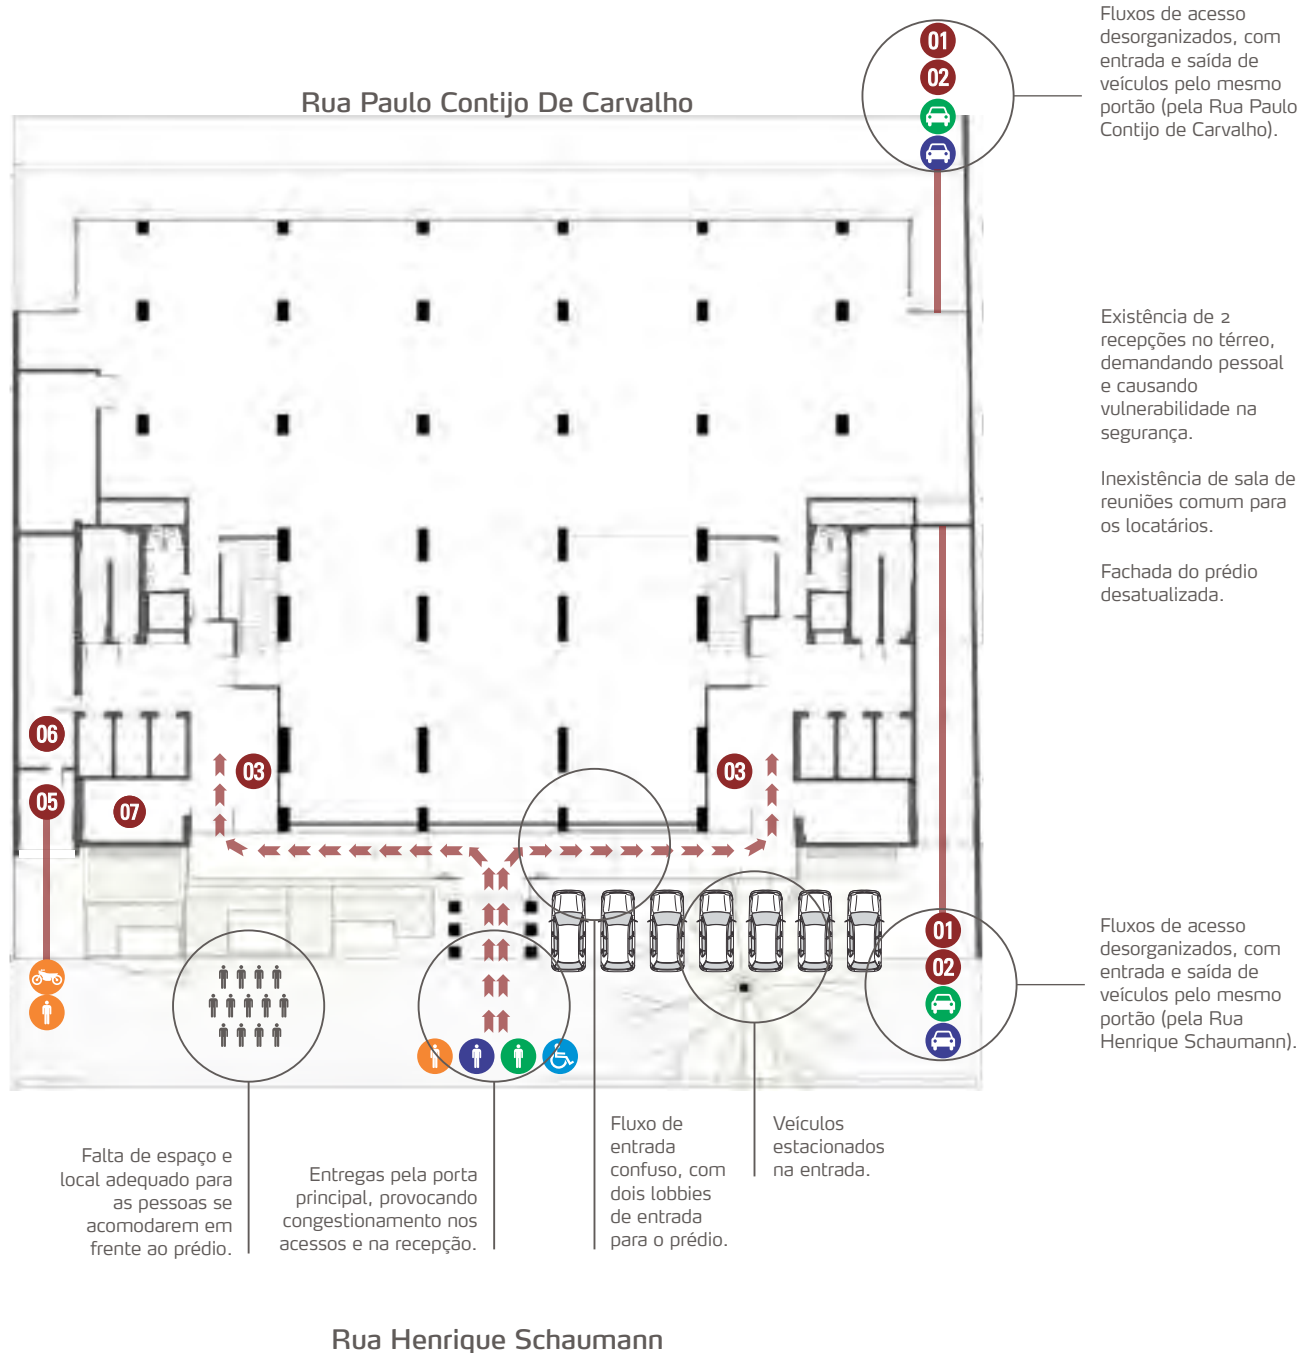 Fluxos de acesso
desorganizados, com
entrada e saída de
veículos pelo mesmo
portão (pela Rua Paulo
Contijo de Carvalho).
01
02
Rua Paulo Contijo De Carvalho
Existência de 2
recepções no térreo,
demandando pessoal
e causando
vulnerabilidade na
segurança.
Inexistência de sala de
reuniões comum para
os locatários.
Fachada do prédio
desatualizada.
06
03
03
05
07
01
02
Fluxos de acesso
desorganizados, com
entrada e saída de
veículos pelo mesmo
portão (pela Rua
Henrique Schaumann).
Falta de espaço e
local adequado para
as pessoas se
acomodarem em
frente ao prédio.
Entregas pela porta
principal, provocando
congestionamento nos
acessos e na recepção.
Fluxo de
entrada
confuso, com
dois lobbies
de entrada
para o prédio.
Veículos
estacionados
na entrada.
Rua Henrique Schaumann